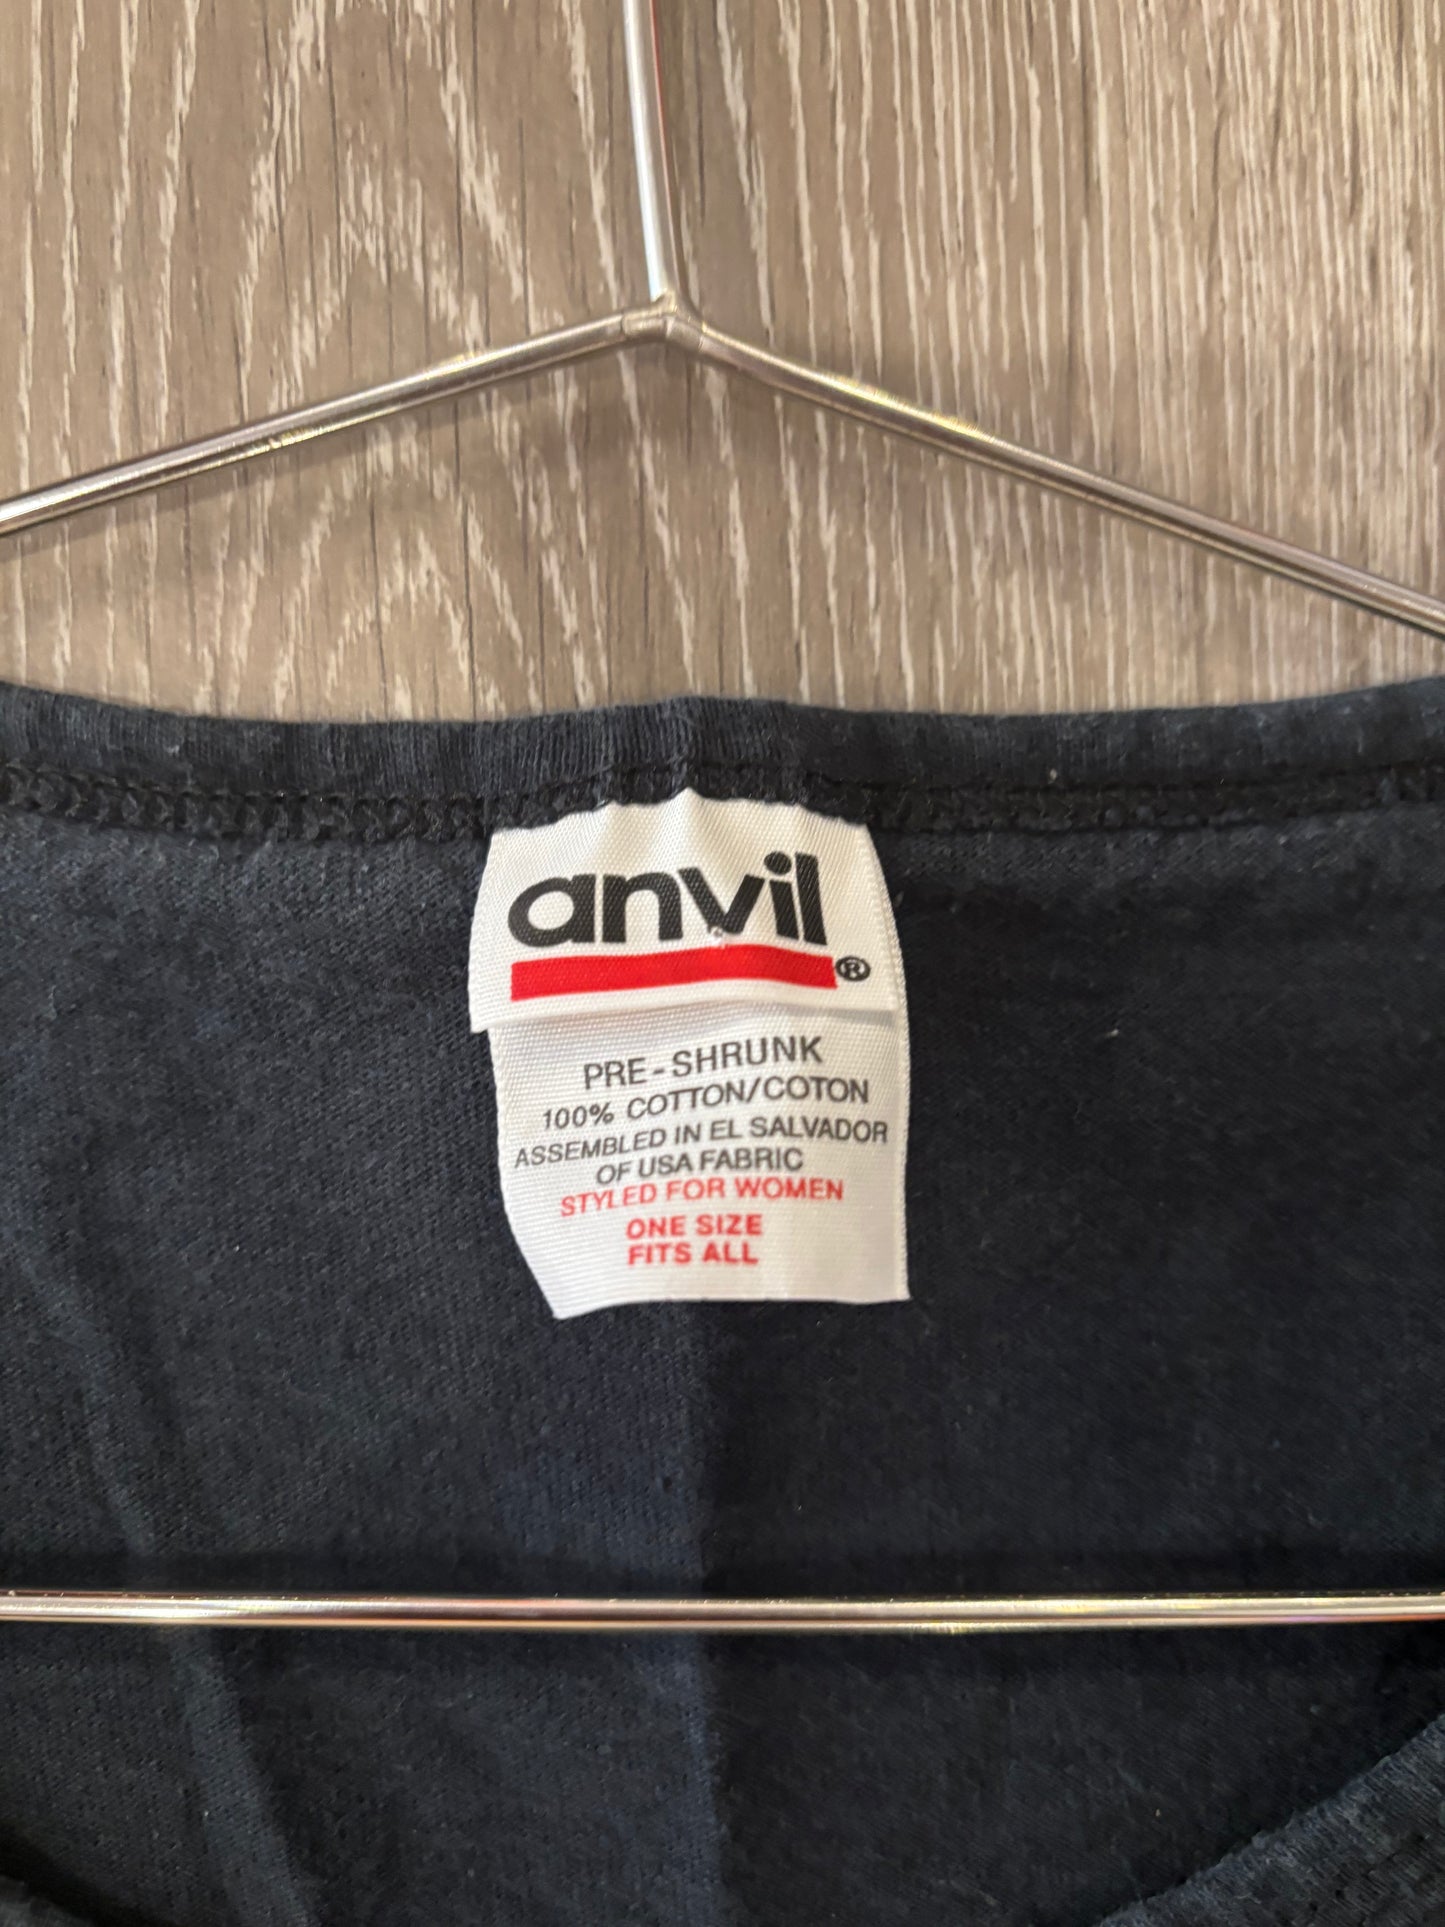 anvil®
PRE-SHRUNK
100% COTTON/COTON
ASSEMBLED IN EL SALVADOR
OF USA FABRIC
STYLED FOR WOMEN
ONE SIZE
FITS ALL